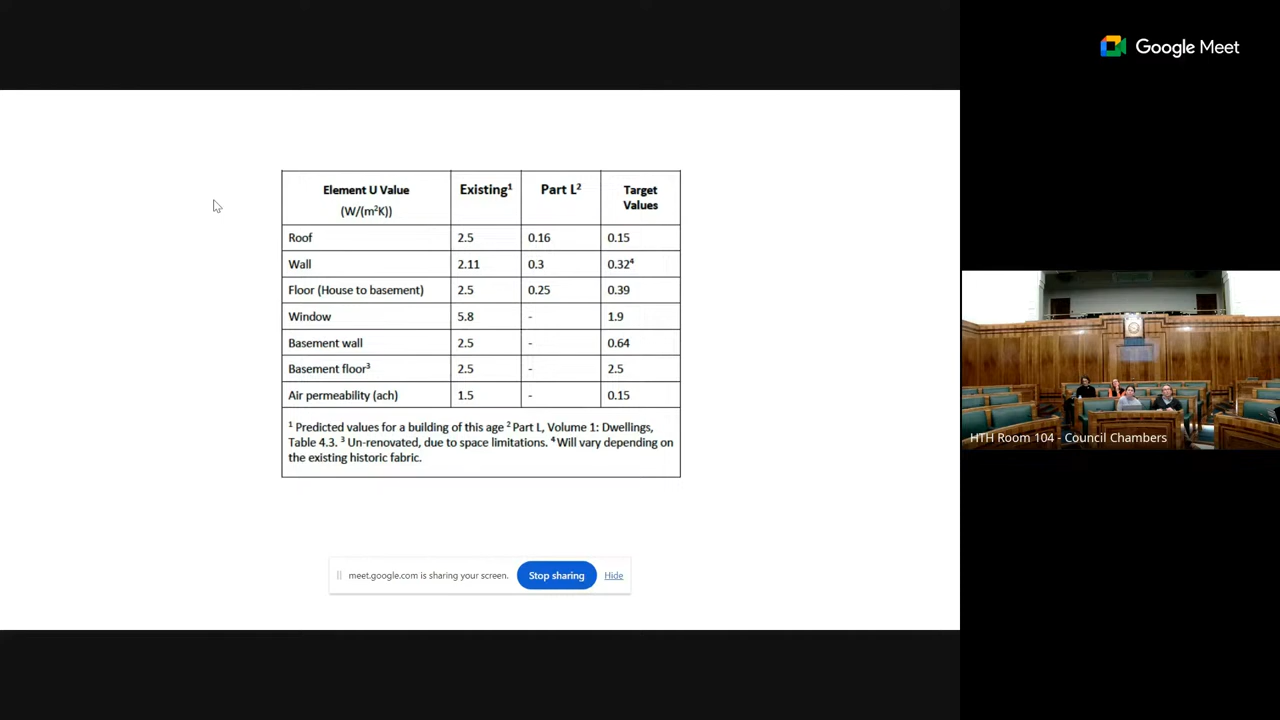 Google Meet
Element U Value
(W/(m²K))
Existing¹
Part L²
Target
Values
Roof 2.5 0.16 0.15
Wall 2.11 0.3 0.32⁴
Floor (House to basement) 2.5 0.25 0.39
Window 5.8 - 1.9
Basement wall 2.5 - 0.64
Basement floor³ 2.5 - 2.5
Air permeability (ach) 1.5 - 0.15
¹ Predicted values for a building of this age ² Part L, Volume 1: Dwellings,
Table 4.3. ³ Un-renovated, due to space limitations. ⁴ Will vary depending on
the existing historic fabric.
meet.google.com is sharing your screen. Stop sharing Hide
HTH Room 104 - Council Chambers